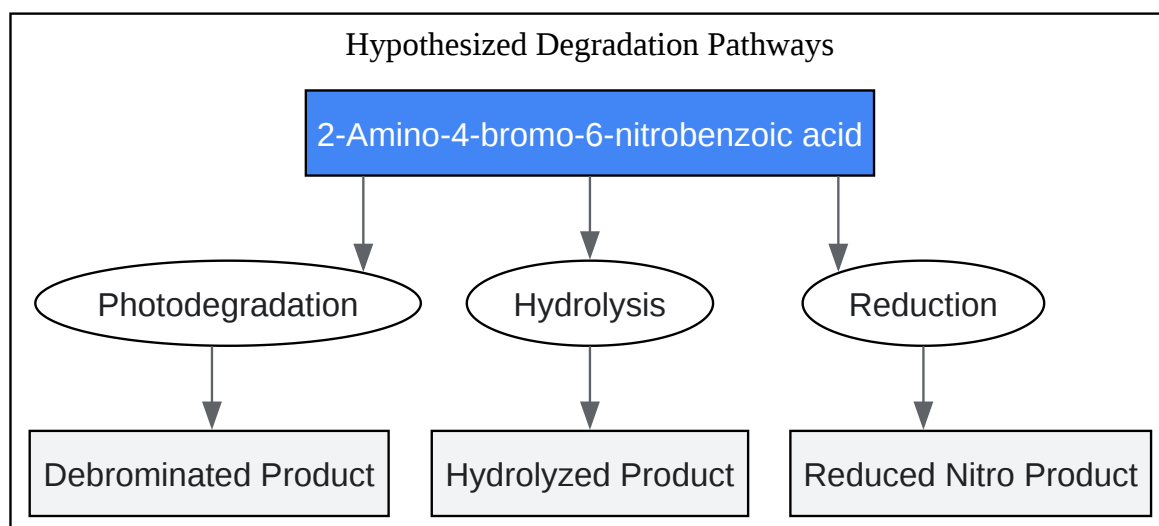 Hypothesized Degradation Pathways
2-Amino-4-bromo-6-nitrobenzoic acid
Photodegradation
Hydrolysis
Reduction
Debrominated Product
Hydrolyzed Product
Reduced Nitro Product